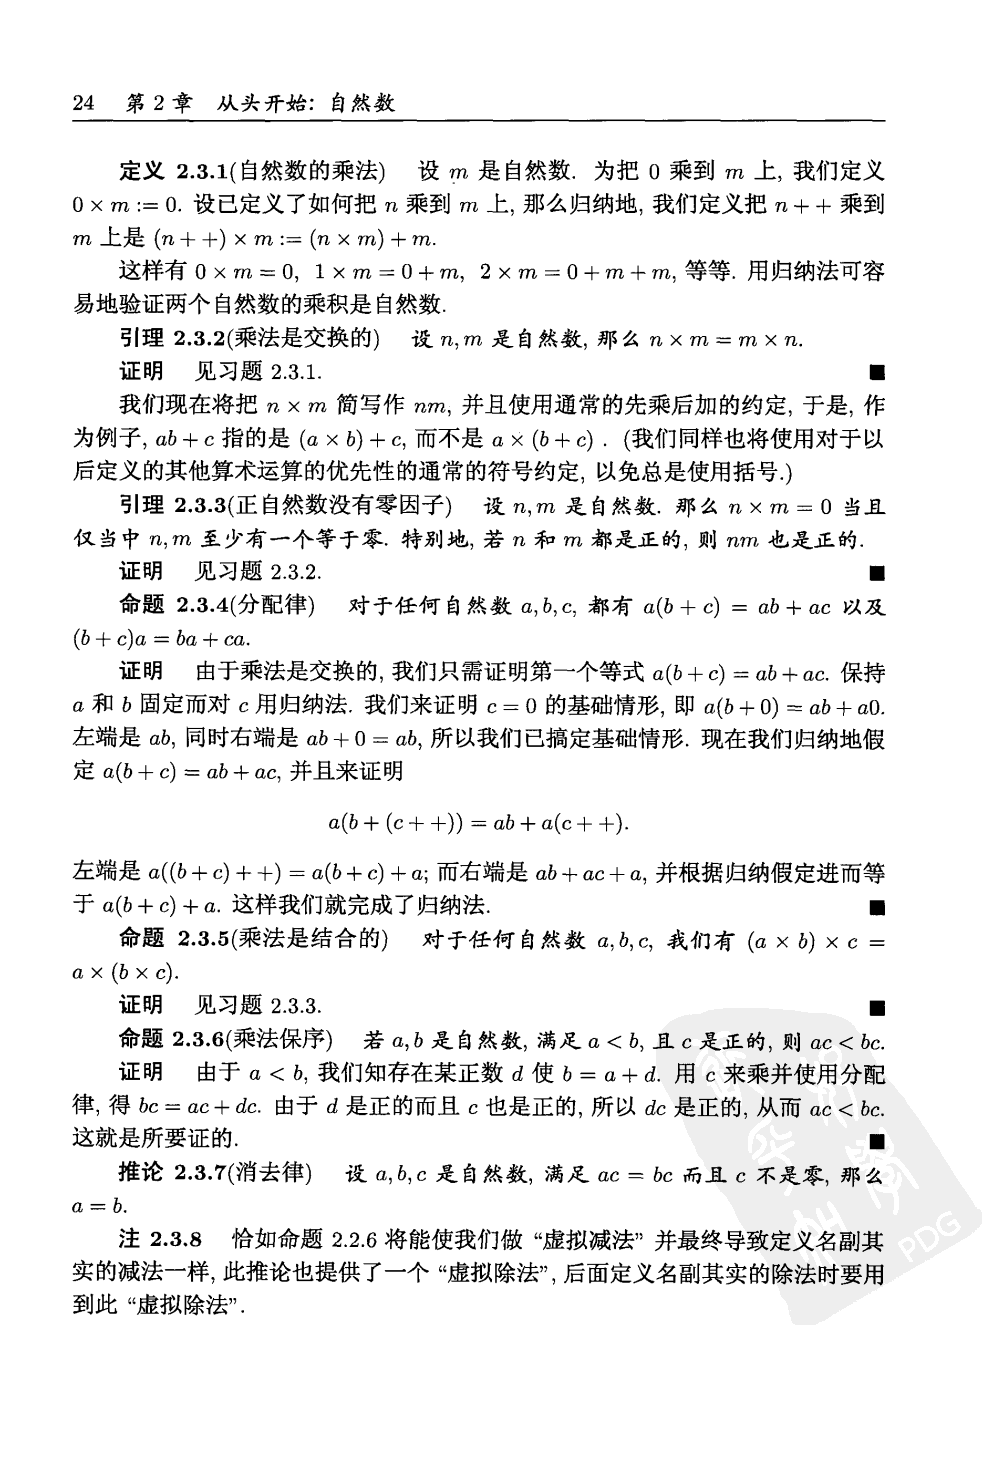 24 第 2 章 从头开始: 自然数
定义 2.3.1(自然数的乘法) 设 m 是自然数. 为把 0 乘到 m 上, 我们定义
0 × m := 0. 设已定义了如何把 n 乘到 m 上, 那么归纳地, 我们定义把 n + + 乘到
m 上是 (n + +) × m := (n × m) + m.
这样有 0 × m = 0, 1 × m = 0 + m, 2 × m = 0 + m + m, 等等. 用归纳法可容
易地验证两个自然数的乘积是自然数.
引理 2.3.2(乘法是交换的) 设 n, m 是自然数, 那么 n × m = m × n.
证明 见习题 2.3.1. ■
我们现在将把 n × m 简写作 nm, 并且使用通常的先乘后加的约定, 于是, 作
为例子, ab + c 指的是 (a × b) + c, 而不是 a × (b + c) . (我们同样也将使用对于以
后定义的其他算术运算的优先性的通常的符号约定, 以免总是使用括号.)
引理 2.3.3(正自然数没有零因子) 设 n, m 是自然数. 那么 n × m = 0 当且
仅当中 n, m 至少有一个等于零. 特别地, 若 n 和 m 都是正的, 则 nm 也是正的.
证明 见习题 2.3.2. ■
命题 2.3.4(分配律) 对于任何自然数 a, b, c, 都有 a(b + c) = ab + ac 以及
(b + c)a = ba + ca.
证明 由于乘法是交换的, 我们只需证明第一个等式 a(b + c) = ab + ac. 保持
a 和 b 固定而对 c 用归纳法. 我们来证明 c = 0 的基础情形, 即 a(b + 0) = ab + a0.
左端是 ab, 同时右端是 ab + 0 = ab, 所以我们已搞定基础情形. 现在我们归纳地假
定 a(b + c) = ab + ac, 并且来证明
a(b + (c + +)) = ab + a(c + +).
左端是 a((b + c) + +) = a(b + c) + a; 而右端是 ab + ac + a, 并根据归纳假定进而等
于 a(b + c) + a. 这样我们就完成了归纳法. ■
命题 2.3.5(乘法是结合的) 对于任何自然数 a, b, c, 我们有 (a × b) × c =
a × (b × c).
证明 见习题 2.3.3. ■
命题 2.3.6(乘法保序) 若 a, b 是自然数, 满足 a < b, 且 c 是正的, 则 ac < bc.
证明 由于 a < b, 我们知存在某正数 d 使 b = a + d. 用 c 来乘并使用分配
律, 得 bc = ac + dc. 由于 d 是正的而且 c 也是正的, 所以 dc 是正的, 从而 ac < bc.
这就是所要证的. ■
推论 2.3.7(消去律) 设 a, b, c 是自然数, 满足 ac = bc 而且 c 不是零, 那么
a = b.
注 2.3.8 恰如命题 2.2.6 将能使我们做 “虚拟减法” 并最终导致定义名副其
实的减法一样, 此推论也提供了一个 “虚拟除法”, 后面定义名副其实的除法时要用
到此 “虚拟除法”.
PDG